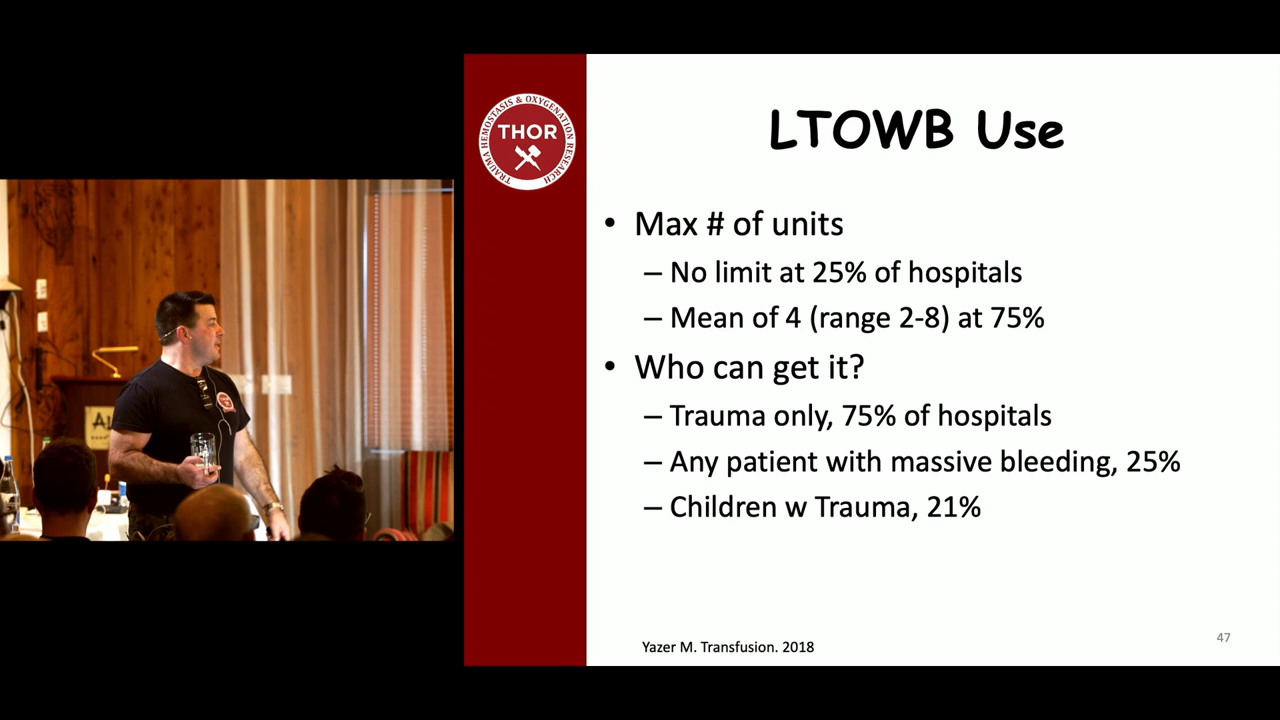 TRAUMA HEMOSTASIS & OXYGENATION RESEARCH
THOR
LTOWB Use
• Max # of units
– No limit at 25% of hospitals
– Mean of 4 (range 2-8) at 75%
• Who can get it?
– Trauma only, 75% of hospitals
– Any patient with massive bleeding, 25%
– Children w Trauma, 21%
Yazer M. Transfusion. 2018
47